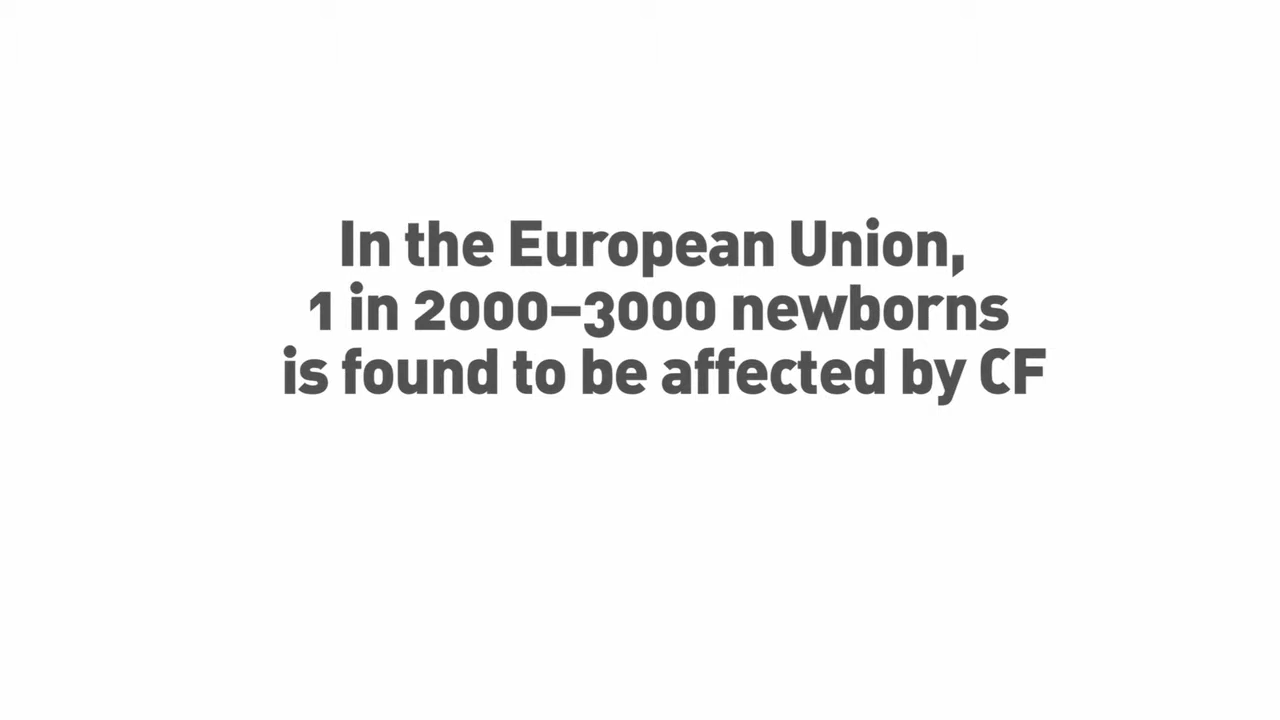 In the European Union,
1 in 2000–3000 newborns
is found to be affected by CF